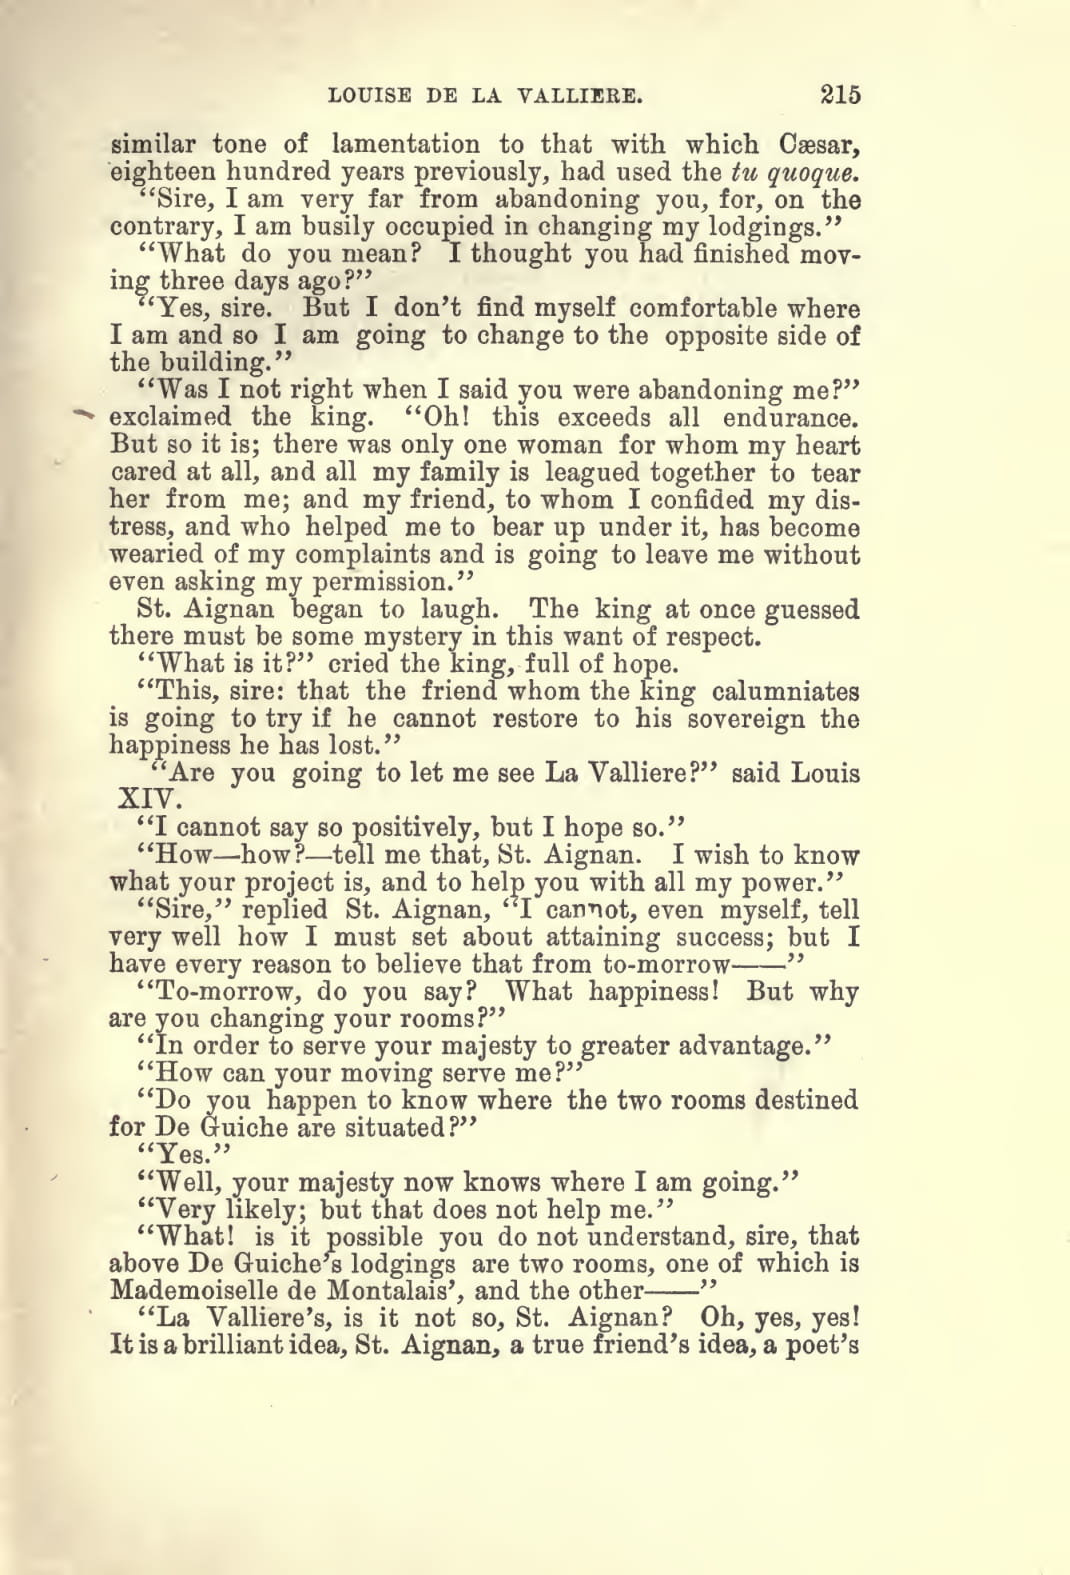 LOUISE DE LA VALLIERE. 215
similar tone of lamentation to that with which Cæsar,
eighteen hundred years previously, had used the tu quoque.
“Sire, I am very far from abandoning you, for, on the
contrary, I am busily occupied in changing my lodgings.”
“What do you mean? I thought you had finished mov-
ing three days ago?”
“Yes, sire. But I don’t find myself comfortable where
I am and so I am going to change to the opposite side of
the building.”
“Was I not right when I said you were abandoning me?”
exclaimed the king. “Oh! this exceeds all endurance.
But so it is; there was only one woman for whom my heart
cared at all, and all my family is leagued together to tear
her from me; and my friend, to whom I confided my dis-
tress, and who helped me to bear up under it, has become
wearied of my complaints and is going to leave me without
even asking my permission.”
St. Aignan began to laugh. The king at once guessed
there must be some mystery in this want of respect.
“What is it?” cried the king, full of hope.
“This, sire: that the friend whom the king calumniates
is going to try if he cannot restore to his sovereign the
happiness he has lost.”
“Are you going to let me see La Valliere?” said Louis
XIV.
“I cannot say so positively, but I hope so.”
“How—how?—tell me that, St. Aignan. I wish to know
what your project is, and to help you with all my power.”
“Sire,” replied St. Aignan, “I cannot, even myself, tell
very well how I must set about attaining success; but I
have every reason to believe that from to-morrow——”
“To-morrow, do you say? What happiness! But why
are you changing your rooms?”
“In order to serve your majesty to greater advantage.”
“How can your moving serve me?”
“Do you happen to know where the two rooms destined
for De Guiche are situated?”
“Yes.”
“Well, your majesty now knows where I am going.”
“Very likely; but that does not help me.”
“What! is it possible you do not understand, sire, that
above De Guiche’s lodgings are two rooms, one of which is
Mademoiselle de Montalais’, and the other——”
“La Valliere’s, is it not so, St. Aignan? Oh, yes, yes!
It is a brilliant idea, St. Aignan, a true friend’s idea, a poet’s